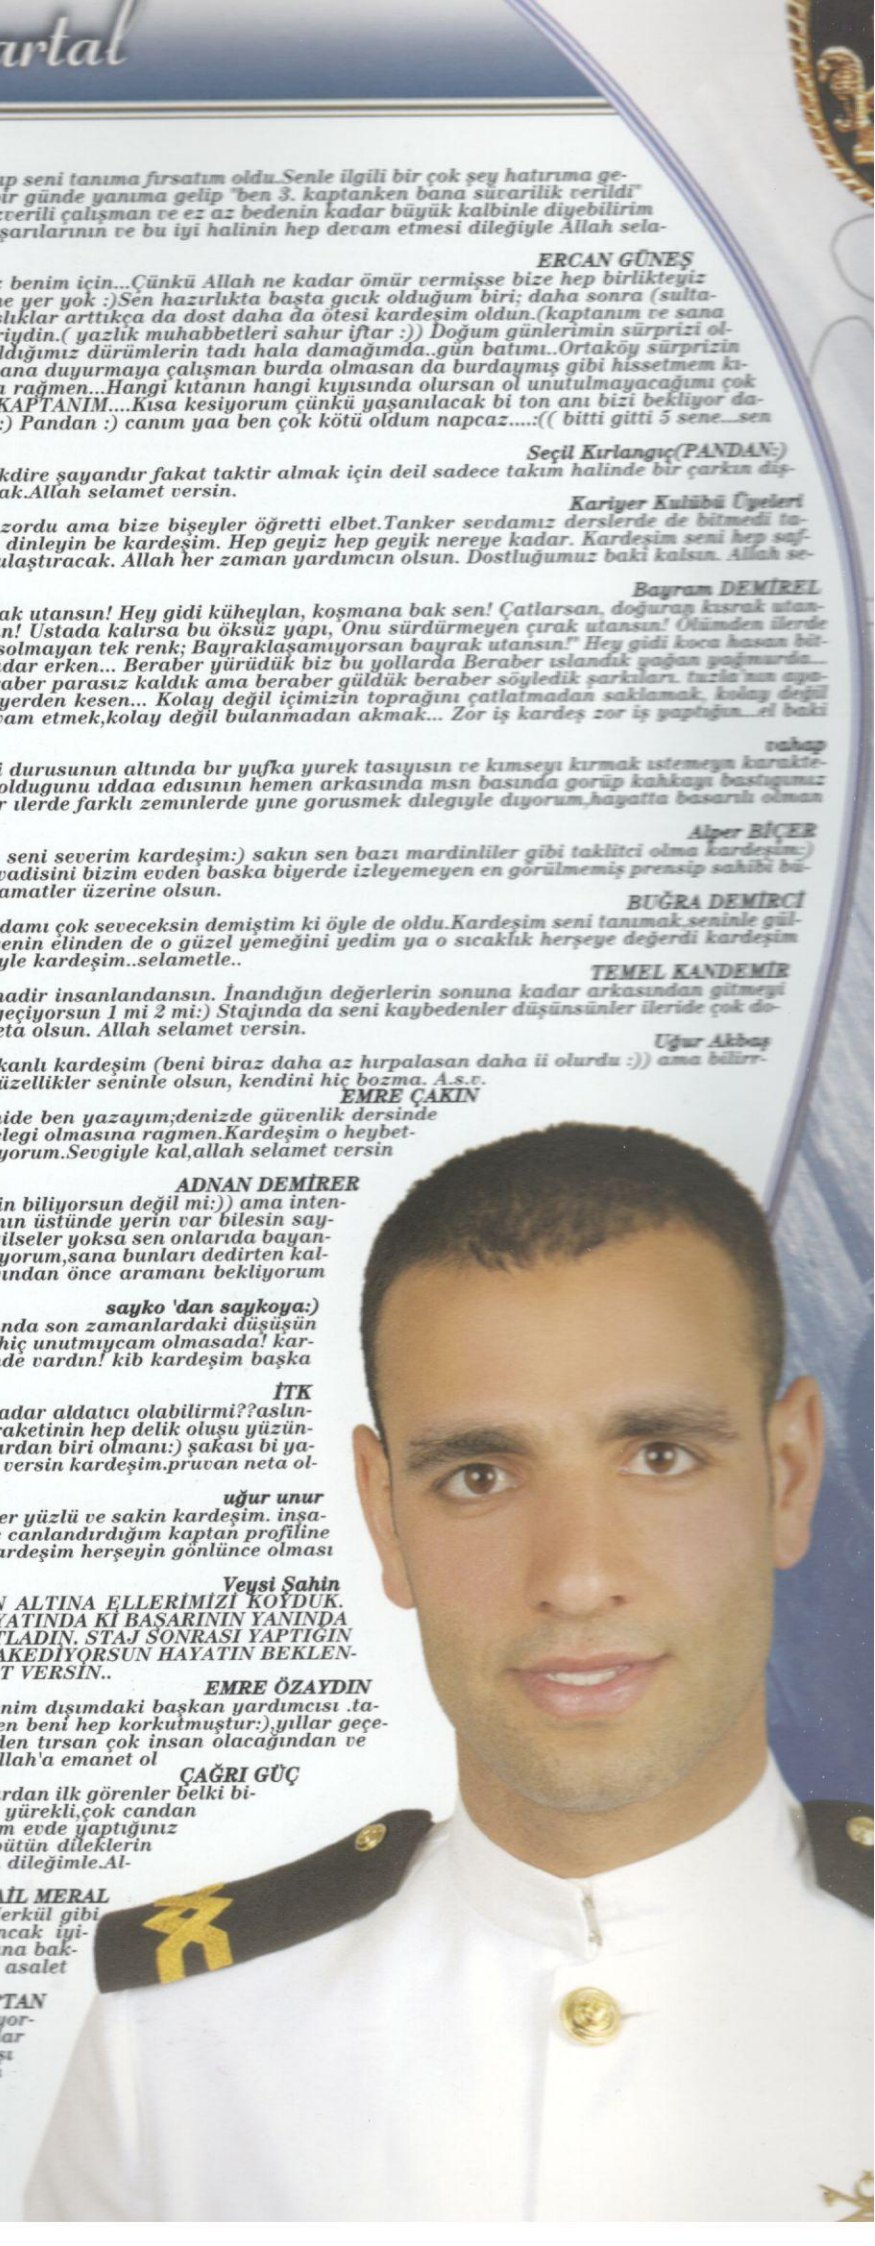 artal
up seni tanıma fırsatım oldu.Senle ilgili bir çok şey hatırıma ge-
ir günde yanıma gelip "ben 3. kaptanken bana süvarilik verildi"
verili çalışman ve ez az bedenin kadar büyük kalbinle diyebilirim
şarılarının ve bu iyi halinin hep devam etmesi dileğiyle Allah sela-
ERCAN GÜNEŞ
benim için...Çünkü Allah ne kadar ömür vermişse bize hep birlikteyiz
ne yer yok :)Sen hazırlıkta başta gıcık olduğum biri; daha sonra (sulta-
lıklar arttıkça da dost daha da ötesi kardeşim oldun.(kaptanım ve sana
riydin.( yazlık muhabbetleri sahur iftar :)) Doğum günlerimin sürprizi ol-
ldığımız dürümlerin tadı hala damağımda..gün batımı..Ortaköy sürprizin
ana duyurmaya çalışman burda olmasan da burdaymış gibi hissetmem kı-
rağmen...Hangi kıtanın hangi kıyısında olursan ol unutulmayacağımı çok
KAPTANIM....Kısa kesiyorum çünkü yaşanılacak bi ton anı bizi bekliyor da-
:) Pandan :) canım yaa ben çok kötü oldum napcaz....:(( bitti gitti 5 sene...sen
Seçil Kırlangıç(PANDAN:)
kdire şayandır fakat taktir almak için deil sadece takım halinde bir çarkın diş-
ak.Allah selamet versin.
Kariyer Kulübü Üyeleri
zordu ama bize bişeyler öğretti elbet.Tanker sevdamız derslerde de bitmedi ta-
dinleyin be kardeşim. Hep geyiz hep geyik nereye kadar. Kardeşim seni hep saf-
ulaştıracak. Allah her zaman yardımcın olsun. Dostluğumuz baki kalsın. Allah se-
Bayram DEMİREL
ak utansın! Hey gidi küheylan, koşmana bak sen! Çatlarsan, doğuran kısrak utan-
n! Ustada kalırsa bu öksüz yapı, Onu sürdürmeyen çırak utansın! Ölümden ilerde
solmayan tek renk; Bayraklaşamıyorsan bayrak utansın!" Hey gidi koca hasan bit-
dar erken... Beraber yürüdük biz bu yollarda Beraber ıslandık yağan yağmurda...
raber parasız kaldık ama beraber güldük beraber söyledik şarkıları. tuzla'nın aya-
yerden kesen... Kolay değil içimizin toprağını çatlatmadan saklamak, kolay değil
vam etmek,kolay değil bulanmadan akmak... Zor iş kardeş zor iş yaptığın...el baki
vahap
i durusunun altında bır yufka yurek tasıyısın ve kımseyı kırmak ıstemeyn karakte-
oldugunu ıddaa edısının hemen arkasında msn basında gorüp kahkayı bastıgımız
r ılerde farklı zemınlerde yıne gorusmek dılegıyle dıyorum,hayatta basarılı olman
Alper BİÇER
seni severim kardeşim:) sakın sen bazı mardinliler gibi taklitci olma kardeşim:)
vadisini bizim evden baska biyerde izleyemeyen en görülmemiş prensip sahibi bü-
amatler üzerine olsun.
BUĞRA DEMİRCİ
damı çok seveceksin demiştim ki öyle de oldu.Kardeşim seni tanımak,seninle gül-
enin elinden de o güzel yemeğini yedim ya o sıcaklık herşeye değerdi kardeşim
yle kardeşim..selametle..
TEMEL KANDEMİR
nadir insanlandansın. İnandığın değerlerin sonuna kadar arkasından gitmeyi
geçiyorsun 1 mi 2 mi:) Stajında da seni kaybedenler düşünsünler ileride çok do-
eta olsun. Allah selamet versin.
Uğur Akbaş
kanlı kardeşim (beni biraz daha az hırpalasan daha ii olurdu :)) ama bilirr-
üzellikler seninle olsun, kendini hiç bozma. A.s.v.
EMRE ÇAKIN
ide ben yazayım;denizde güvenlik dersinde
elegi olmasına ragmen.Kardeşim o heybet-
yorum.Sevgiyle kal,allah selamet versin
ADNAN DEMİRER
in biliyorsun değil mi:)) ama inten-
nın üstünde yerin var bilesin say-
ilseler yoksa sen onlarıda bayan-
yorum,sana bunları dedirten kal-
ından önce aramanı bekliyorum
sayko 'dan saykoya:)
nda son zamanlardaki düşüşün
hiç unutmıycam olmasada! kar-
de vardın! kib kardeşim başka
İTK
adar aldatıcı olabilirmi??aslın-
raketinin hep delik oluşu yüzün-
rdan biri olmanı:) şakası bi ya-
versin kardeşim.pruvan neta ol-
uğur unur
er yüzlü ve sakin kardeşim. inşa-
canlandırdığım kaptan profiline
ardeşim herşeyin gönlünce olması
Veysi Şahin
N ALTINA ELLERİMİZİ KOYDUK.
YATINDA Kİ BAŞARININ YANINDA
TLADIN. STAJ SONRASI YAPTIĞIN
AKEDİYORSUN HAYATIN BEKLEN-
T VERSİN..
EMRE ÖZAYDIN
nim dışımdaki başkan yardımcısı .ta-
en beni hep korkutmuştur:),yıllar geçe-
den tırsan çok insan olacağından ve
llah'a emanet ol
ÇAĞRI GÜÇ
rdan ilk görenler belki bi-
yürekli,çok candan
m evde yaptığınız
bütün dileklerin
dileğimle.Al-
AİL MERAL
erkül gibi
ncak iyi-
na bak-
asalet
PTAN
yor-
lar
şı